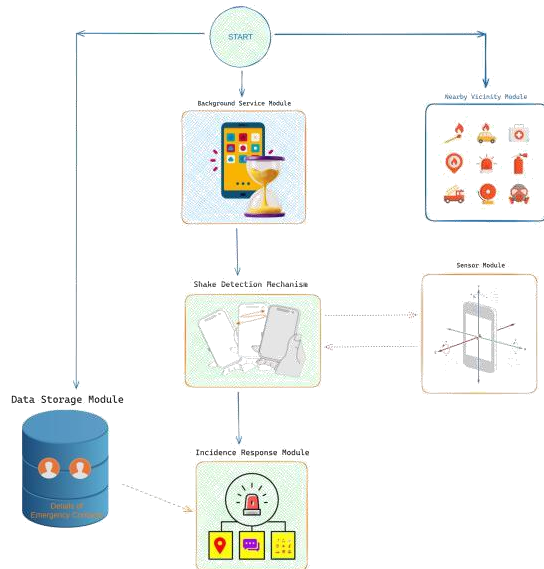 START
Background Service Module
Nearby Vicinity Module
Shake Detection Mechanism
Sensor Module
Data Storage Module
Details of
Emergency
Incidence Response Module